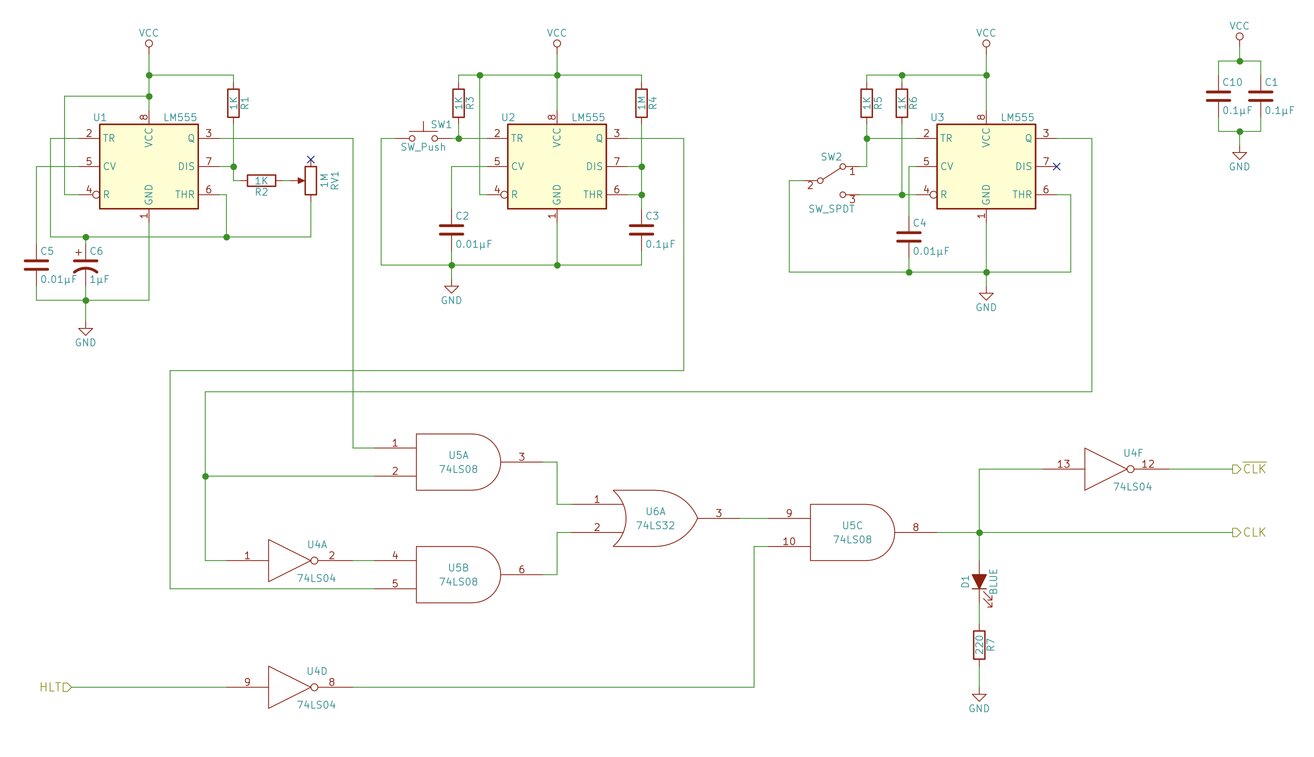 VCC
U1
LM555
8
VCC
2
TR
Q
3
5
CV
DIS
7
4
R
THR
6
GND
1
1K
R1
1K
R2
1M
RV1
C5
0.01µF
+
C6
1µF
GND
VCC
1K
R3
SW1
SW_Push
U2
LM555
8
VCC
2
TR
Q
3
5
CV
DIS
7
4
R
THR
6
GND
1
1M
R4
C2
0.01µF
C3
0.1µF
GND
VCC
1K
R5
1K
R6
U3
LM555
8
VCC
2
TR
Q
3
5
CV
DIS
7
4
R
THR
6
GND
1
SW2
1
2
3
SW_SPDT
C4
0.01µF
GND
VCC
C10
0.1µF
C1
0.1µF
GND
1
2
U5A
74LS08
3
1
U4A
2
74LS04
4
5
U5B
74LS08
6
1
2
U6A
74LS32
3
9
10
U5C
74LS08
8
13
U4F
12
74LS04
CLK
CLK
D1
BLUE
220
R7
GND
HLT
9
U4D
8
74LS04